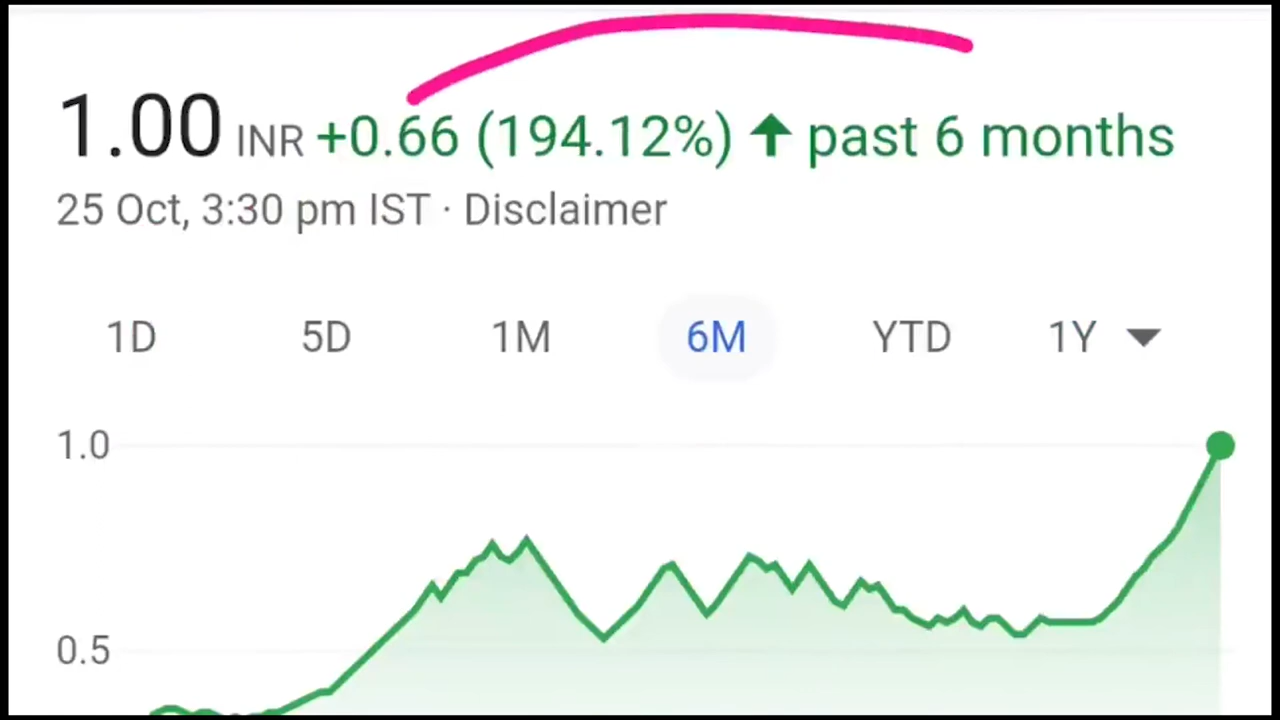 1.00 INR +0.66 (194.12%) ↑ past 6 months
25 Oct, 3:30 pm IST · Disclaimer
1D 5D 1M 6M YTD 1Y
1.0
0.5